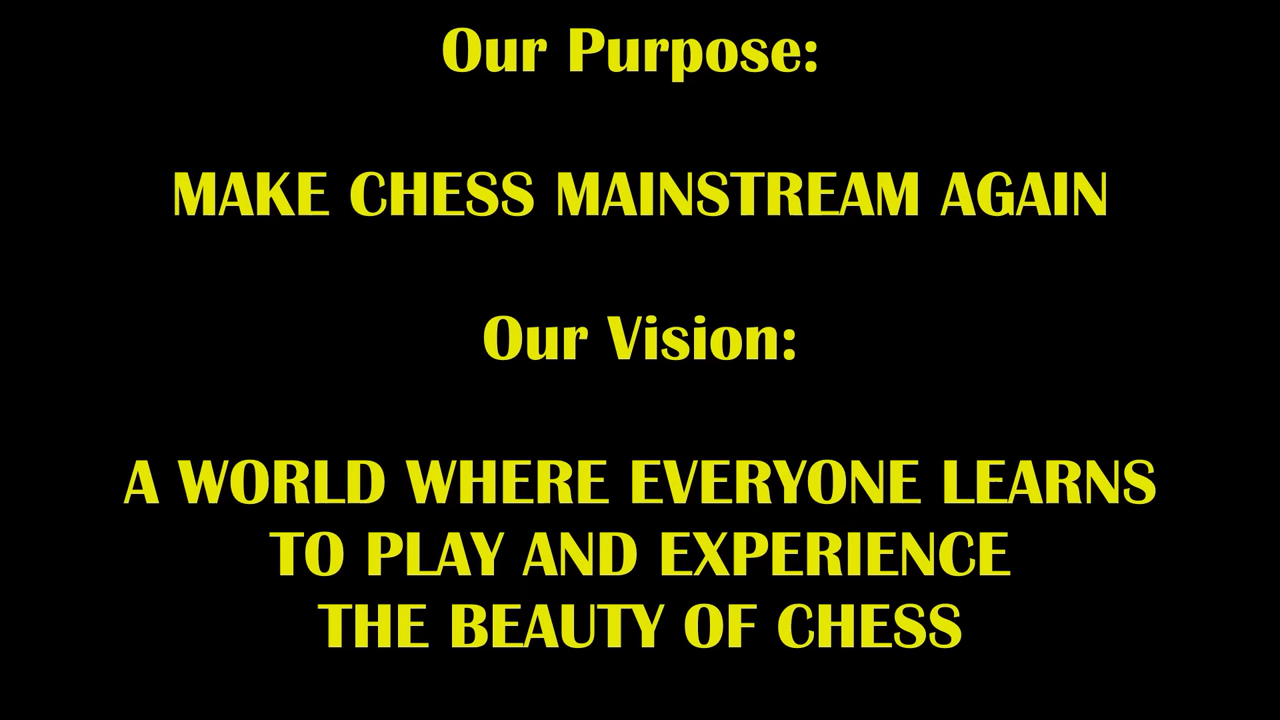 Our Purpose:
MAKE CHESS MAINSTREAM AGAIN
Our Vision:
A WORLD WHERE EVERYONE LEARNS
TO PLAY AND EXPERIENCE
THE BEAUTY OF CHESS